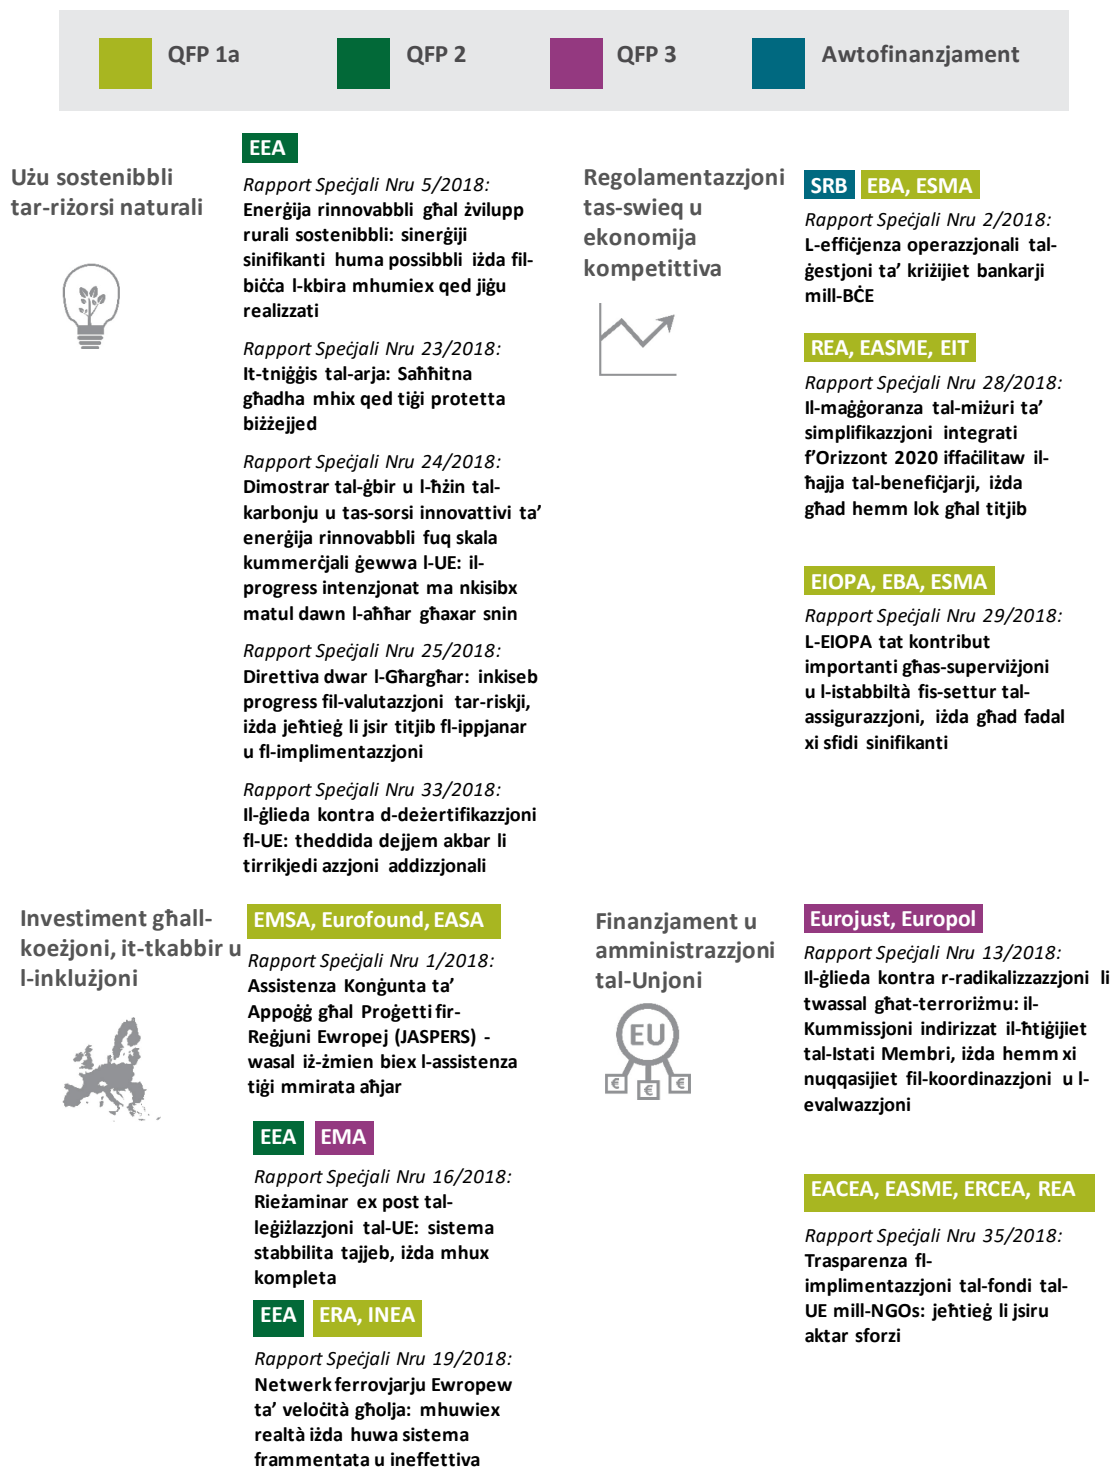 QFP 1a
QFP 2
QFP 3
Awtofinanzjament
Użu sostenibbli
tar-riżorsi naturali
EEA
Rapport Speċjali Nru 5/2018:
Enerġija rinnovabbli għal żvilupp
rurali sostenibbli: sinerġiji
sinifikanti huma possibbli iżda fil-
biċċa l-kbira mhumiex qed jiġu
realizzati
Rapport Speċjali Nru 23/2018:
It-tniġġis tal-arja: Saħħitna
għadha mhix qed tiġi protetta
biżżejjed
Rapport Speċjali Nru 24/2018:
Dimostrar tal-ġbir u l-ħżin tal-
karbonju u tas-sorsi innovattivi ta’
enerġija rinnovabbli fuq skala
kummerċjali ġewwa l-UE: il-
progress intenzjonat ma nkisibx
matul dawn l-aħħar għaxar snin
Rapport Speċjali Nru 25/2018:
Direttiva dwar l-Għargħar: inkiseb
progress fil-valutazzjoni tar-riskji,
iżda jeħtieġ li jsir titjib fl-ippjanar
u fl-implimentazzjoni
Rapport Speċjali Nru 33/2018:
Il-ġlieda kontra d-deżertifikazzjoni
fl-UE: theddida dejjem akbar li
tirrikjedi azzjoni addizzjonali
Regolamentazzjoni
tas-swieq u
ekonomija
kompetittiva
SRB
EBA, ESMA
Rapport Speċjali Nru 2/2018:
L-effiċjenza operazzjonali tal-
ġestjoni ta’ kriżijiet bankarji
mill-BĊE
REA, EASME, EIT
Rapport Speċjali Nru 28/2018:
Il-maġġoranza tal-miżuri ta’
simplifikazzjoni integrati
f’Orizzont 2020 iffaċilitaw il-
ħajja tal-benefiċjarji, iżda
għad hemm lok għal titjib
EIOPA, EBA, ESMA
Rapport Speċjali Nru 29/2018:
L-EIOPA tat kontribut
importanti għas-superviżjoni
u l-istabbiltà fis-settur tal-
assigurazzjoni, iżda għad fadal
xi sfidi sinifikanti
Investiment għall-
koeżjoni, it-tkabbir u
l-inklużjoni
EMSA, Eurofound, EASA
Rapport Speċjali Nru 1/2018:
Assistenza Konġunta ta’
Appoġġ għal Proġetti fir-
Reġjuni Ewropej (JASPERS) -
wasal iż-żmien biex l-assistenza
tiġi mmirata aħjar
EEA
EMA
Rapport Speċjali Nru 16/2018:
Rieżaminar ex post tal-
leġiżlazzjoni tal-UE: sistema
stabbilita tajjeb, iżda mhux
kompleta
EEA
ERA, INEA
Rapport Speċjali Nru 19/2018:
Netwerk ferrovjarju Ewropew
ta’ veloċità għolja: mhuwiex
realtà iżda huwa sistema
frammentata u ineffettiva
Finanzjament u
amministrazzjoni
tal-Unjoni
EU
€
€
€
Eurojust, Europol
Rapport Speċjali Nru 13/2018:
Il-ġlieda kontra r-radikalizzazzjoni li
twassal għat-terroriżmu: il-
Kummissjoni indirizzat il-ħtiġijiet
tal-Istati Membri, iżda hemm xi
nuqqasijiet fil-koordinazzjoni u l-
evalwazzjoni
EACEA, EASME, ERCEA, REA
Rapport Speċjali Nru 35/2018:
Trasparenza fl-
implimentazzjoni tal-fondi tal-
UE mill-NGOs: jeħtieġ li jsiru
aktar sforzi